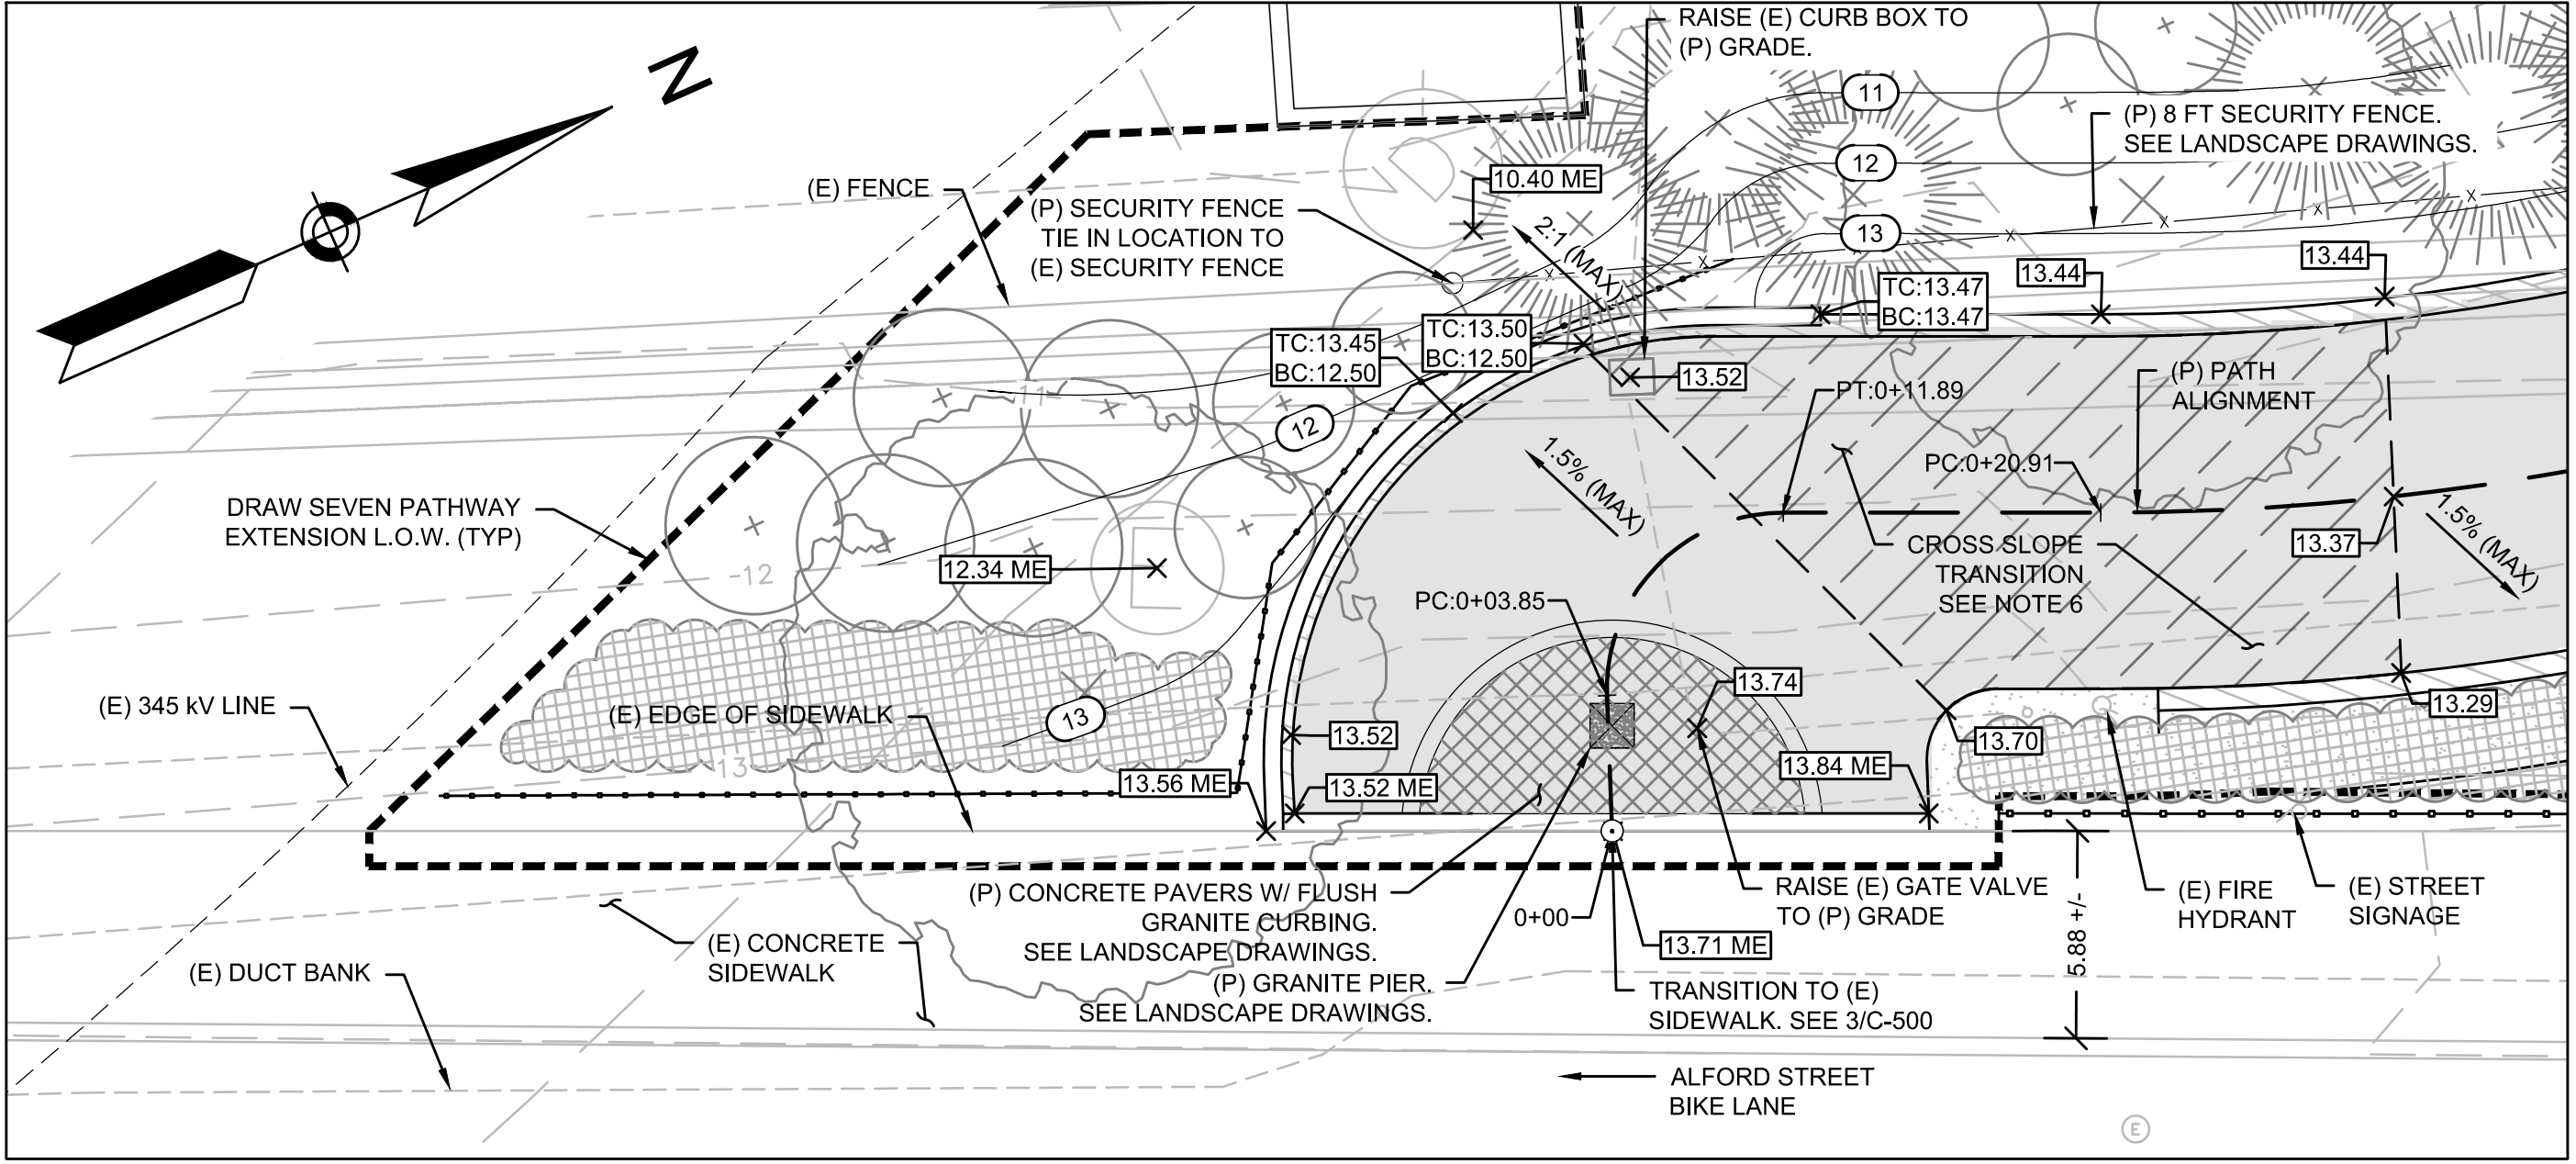 RAISE (E) CURB BOX TO
(P) GRADE.
N
11
(P) 8 FT SECURITY FENCE.
SEE LANDSCAPE DRAWINGS.
12
(E) FENCE
10.40 ME
(P) SECURITY FENCE
TIE IN LOCATION TO
(E) SECURITY FENCE
2:1 (MAX)
13
13.44
13.44
TC:13.47
BC:13.47
TC:13.45
BC:12.50
TC:13.50
BC:12.50
13.52
PT:0+11.89
(P) PATH
ALIGNMENT
11
12
1.5% (MAX)
PC:0+20.91
DRAW SEVEN PATHWAY
EXTENSION L.O.W. (TYP)
1.5% (MAX)
13.37
CROSS SLOPE
TRANSITION
SEE NOTE 6
12.34 ME
-12
PC:0+03.85
13.74
(E) 345 kV LINE
(E) EDGE OF SIDEWALK
13
13.29
13.52
13.70
13
13.56 ME
13.52 ME
13.84 ME
(P) CONCRETE PAVERS W/ FLUSH
GRANITE CURBING.
SEE LANDSCAPE DRAWINGS.
0+00
RAISE (E) GATE VALVE
TO (P) GRADE
(E) FIRE
HYDRANT
(E) STREET
SIGNAGE
5.88 +/-
13.71 ME
(E) CONCRETE
SIDEWALK
(E) DUCT BANK
(P) GRANITE PIER.
SEE LANDSCAPE DRAWINGS.
TRANSITION TO (E)
SIDEWALK. SEE 3/C-500
ALFORD STREET
BIKE LANE
E